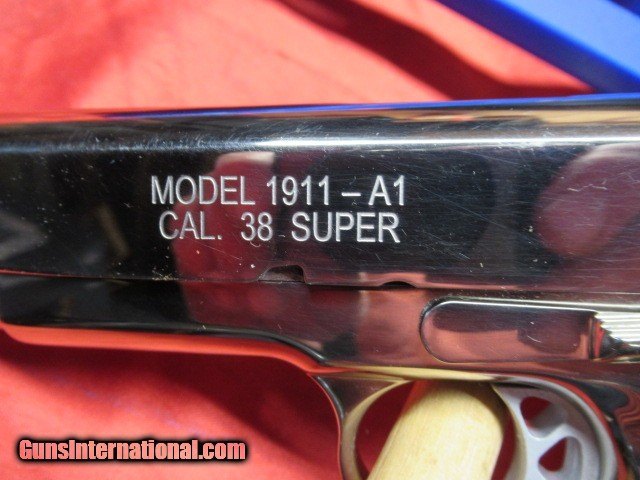 MODEL 1911 – A1
CAL. 38 SUPER
GunsInternational.com